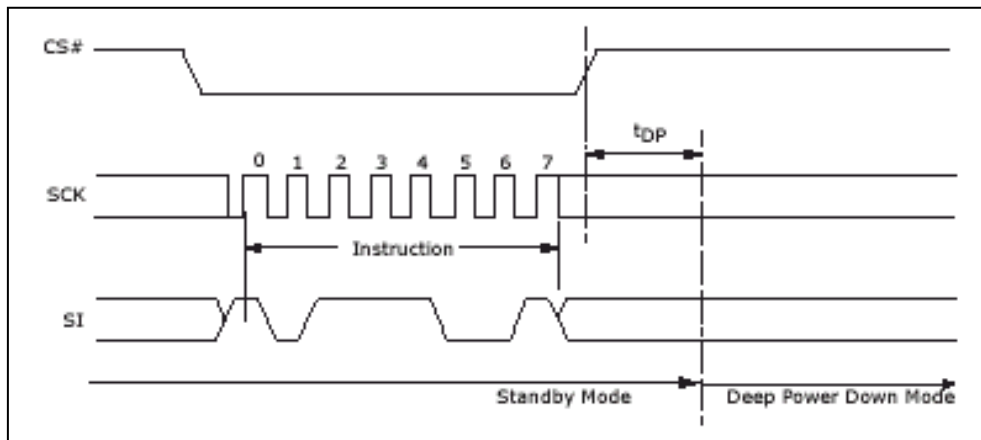 CS#
tDP
0 1 2 3 4 5 6 7
SCK
Instruction
SI
Standby Mode
Deep Power Down Mode